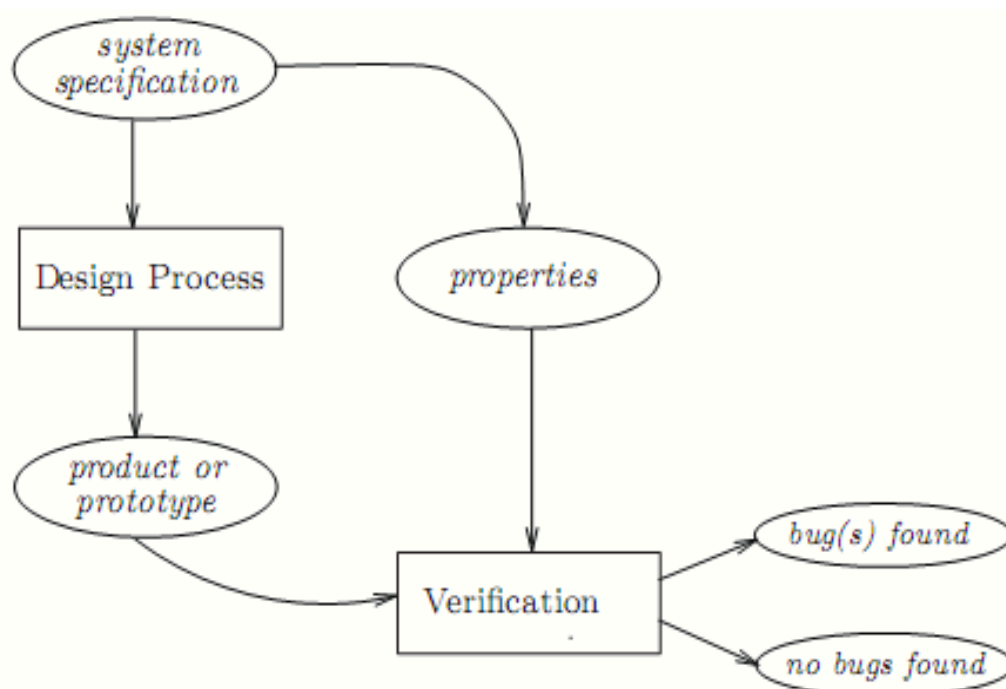 system
specification
Design Process
properties
product or
prototype
bug(s) found
Verification
no bugs found